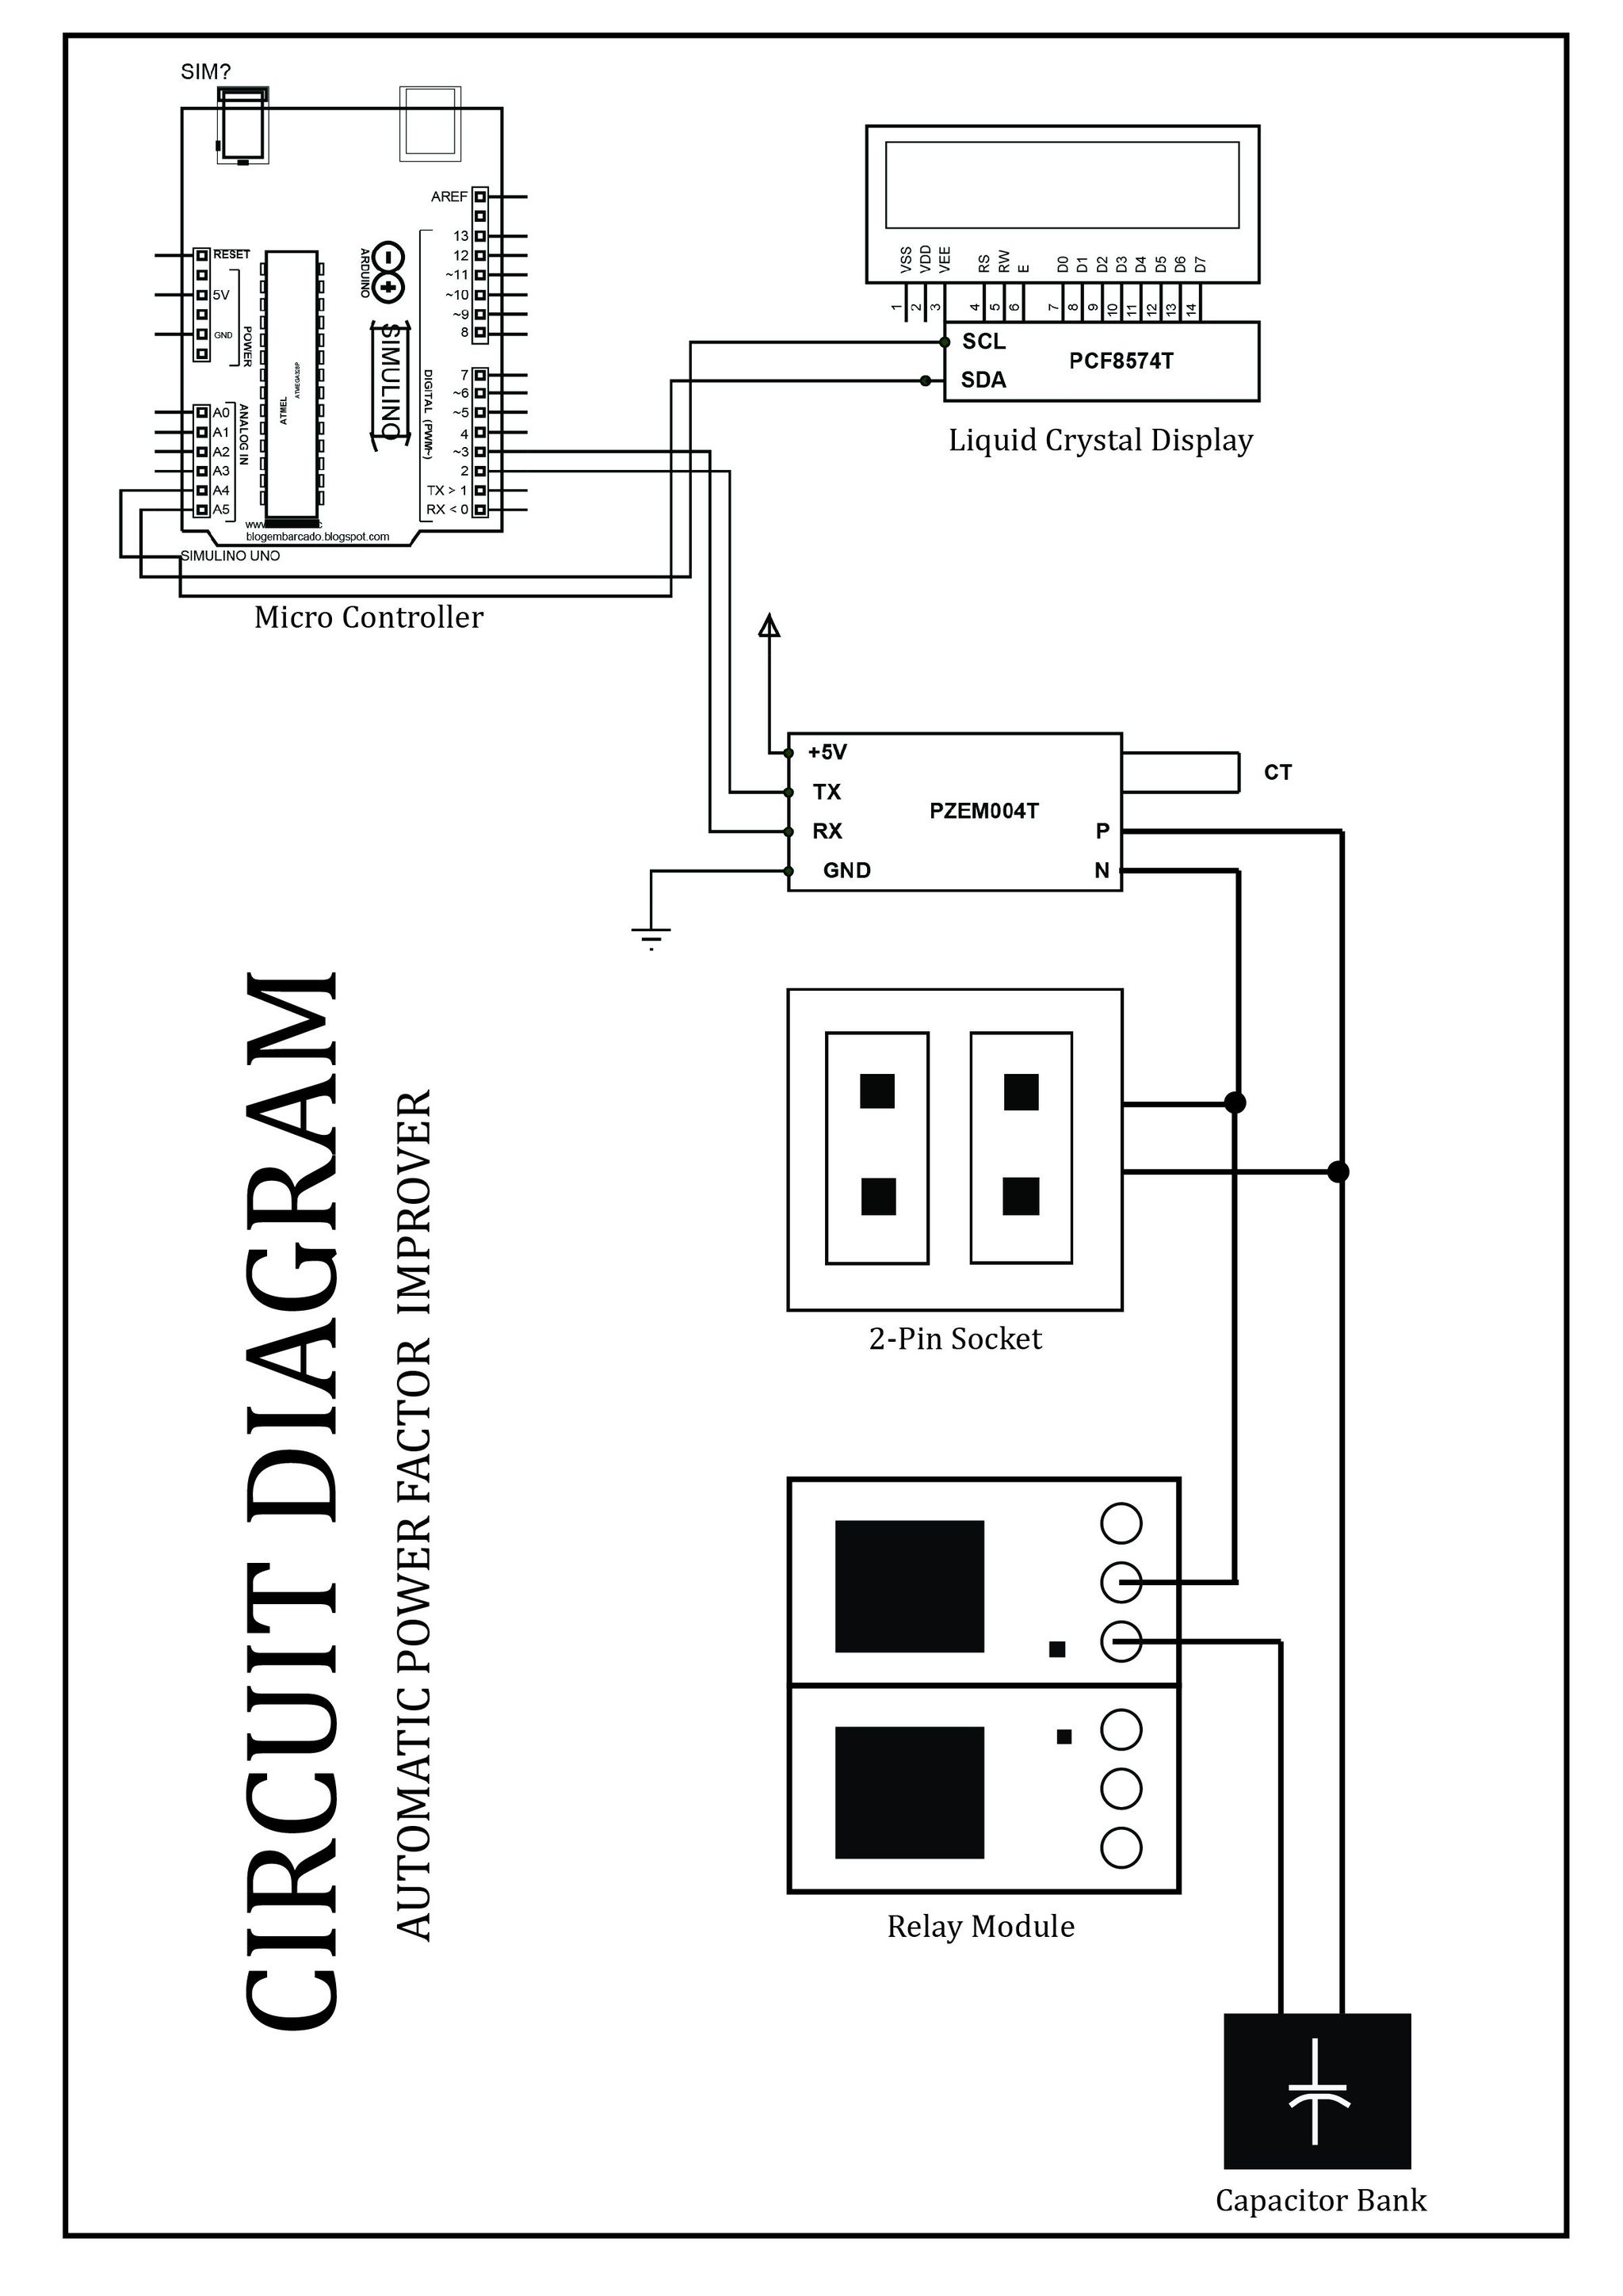 SIM?
AREF
13
12
~11
~10
~9
8
7
~6
~5
4
~3
2
TX > 1
RX < 0
RESET
5V
GND
POWER
A0
A1
A2
A3
A4
A5
ANALOG IN
ATMEL
ATMEGA328P
ARDUINO
SIMULINO
DIGITAL (PWM~)
blogembarcado.blogspot.com
SIMULINO UNO
Micro Controller
VSS VDD VEE RS RW E D0 D1 D2 D3 D4 D5 D6 D7
1 2 3 4 5 6 7 8 9 10 11 12 13 14
SCL
SDA
PCF8574T
Liquid Crystal Display
+5V
TX
RX
GND
PZEM004T
P
N
CT
2-Pin Socket
Relay Module
Capacitor Bank
CIRCUIT DIAGRAM
AUTOMATIC POWER FACTOR IMPROVER